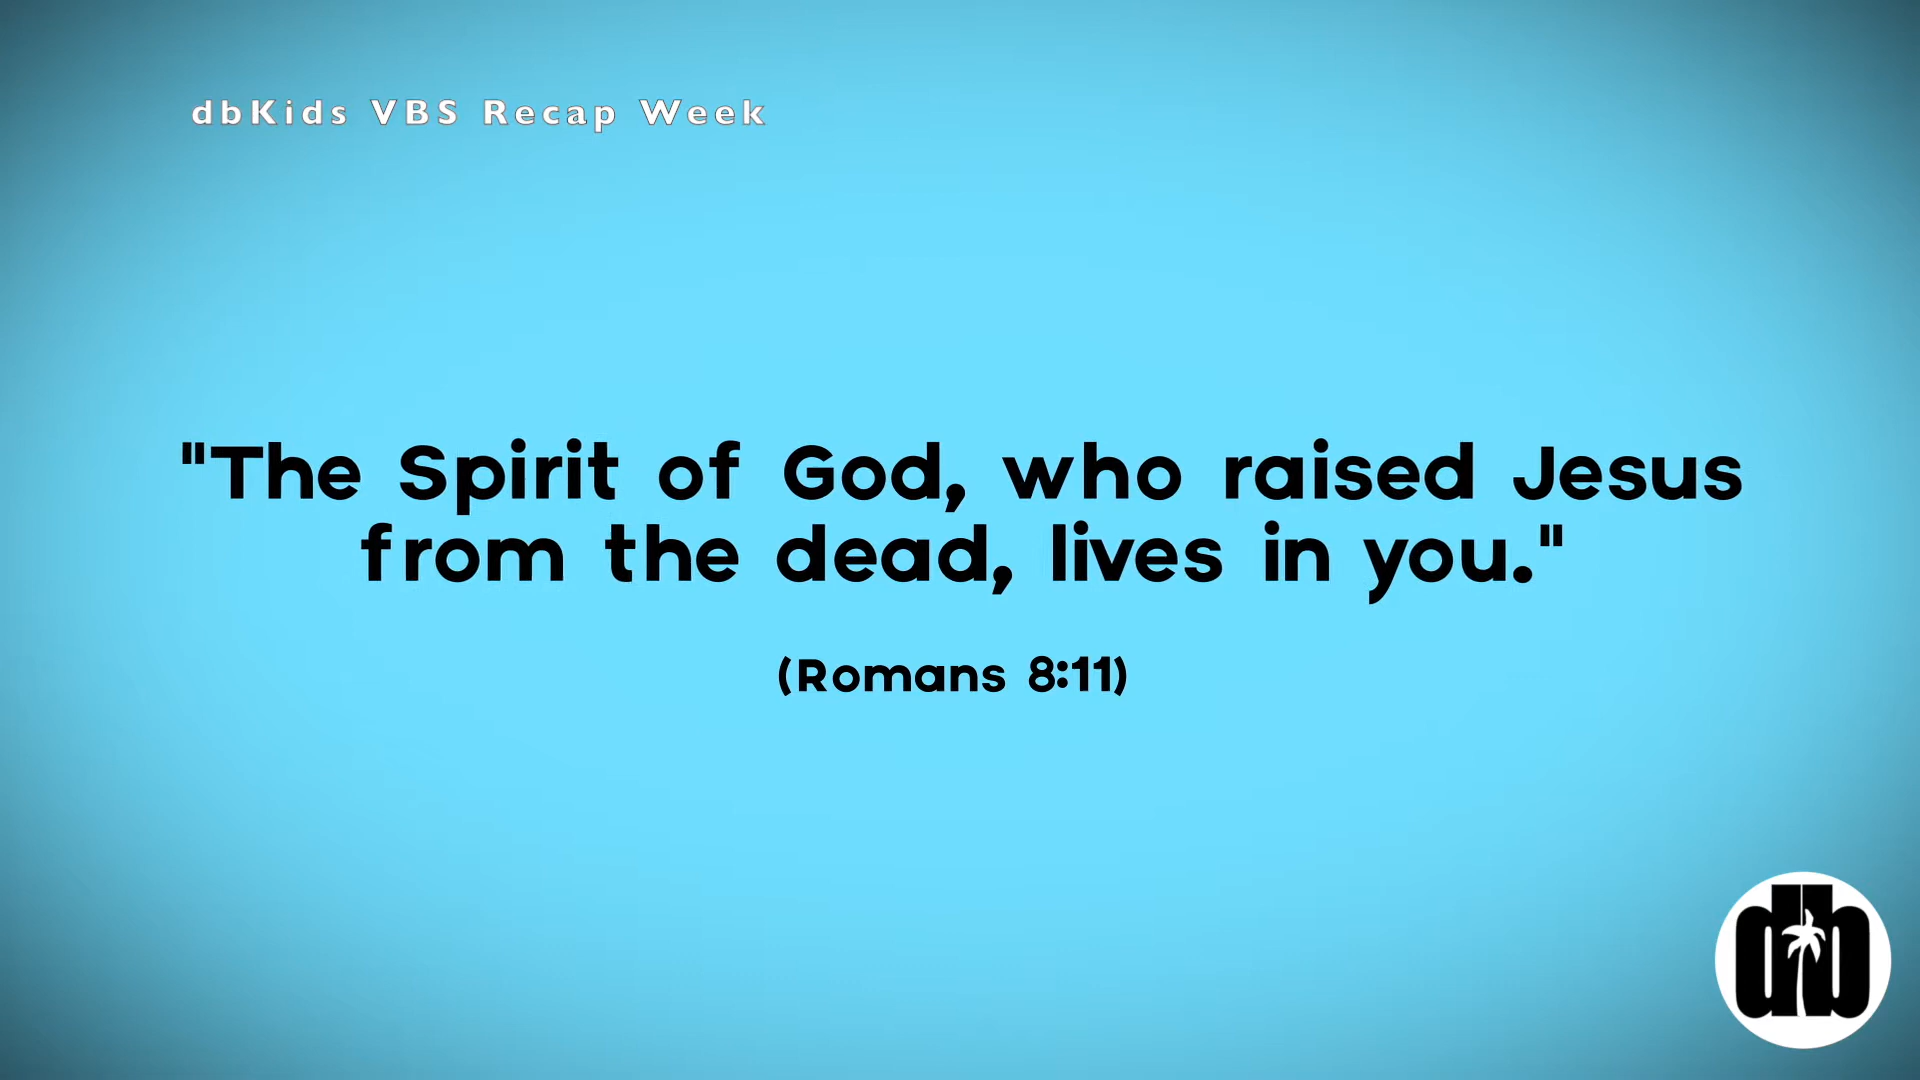 dbKids VBS Recap Week
"The Spirit of God, who raised Jesus
from the dead, lives in you."
(Romans 8:11)
db